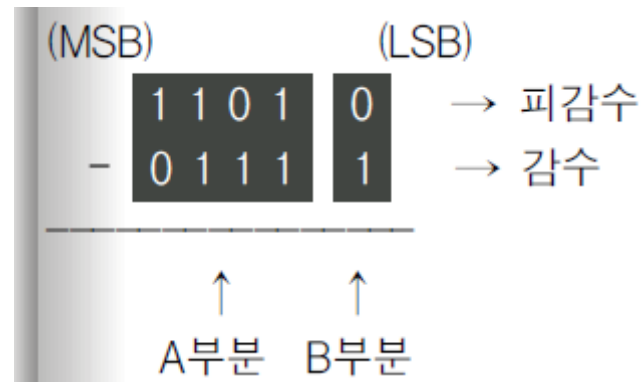 (MSB) (LSB)
1 1 0 1 0 → 피감수
- 0 1 1 1 1 → 감수
↑ ↑
A부분 B부분